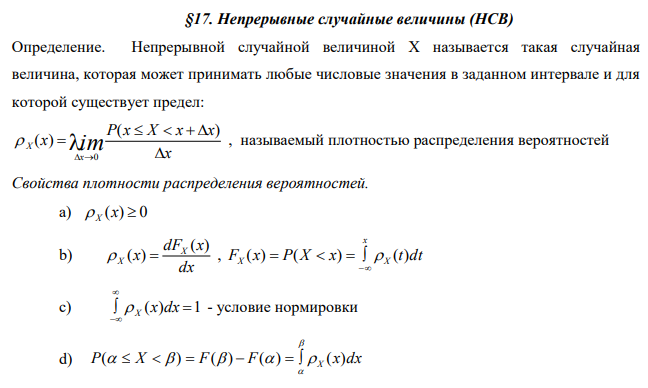 §17. Непрерывные случайные величины (НСВ)
Определение. Непрерывной случайной величиной X называется такая случайная
величина, которая может принимать любые числовые значения в заданном интервале и для
которой существует предел:
ρ_X(x) = λim_{Δx→0} P(x ≤ X < x + Δx) / Δx , называемый плотностью распределения вероятностей
Свойства плотности распределения вероятностей.
a) ρ_X(x) ≥ 0
b) ρ_X(x) = dF_X(x) / dx , F_X(x) = P(X < x) = ∫_{−∞}^{x} ρ_X(t)dt
c) ∫_{−∞}^{∞} ρ_X(x)dx = 1 - условие нормировки
d) P(α ≤ X < β) = F(β) − F(α) = ∫_{α}^{β} ρ_X(x)dx